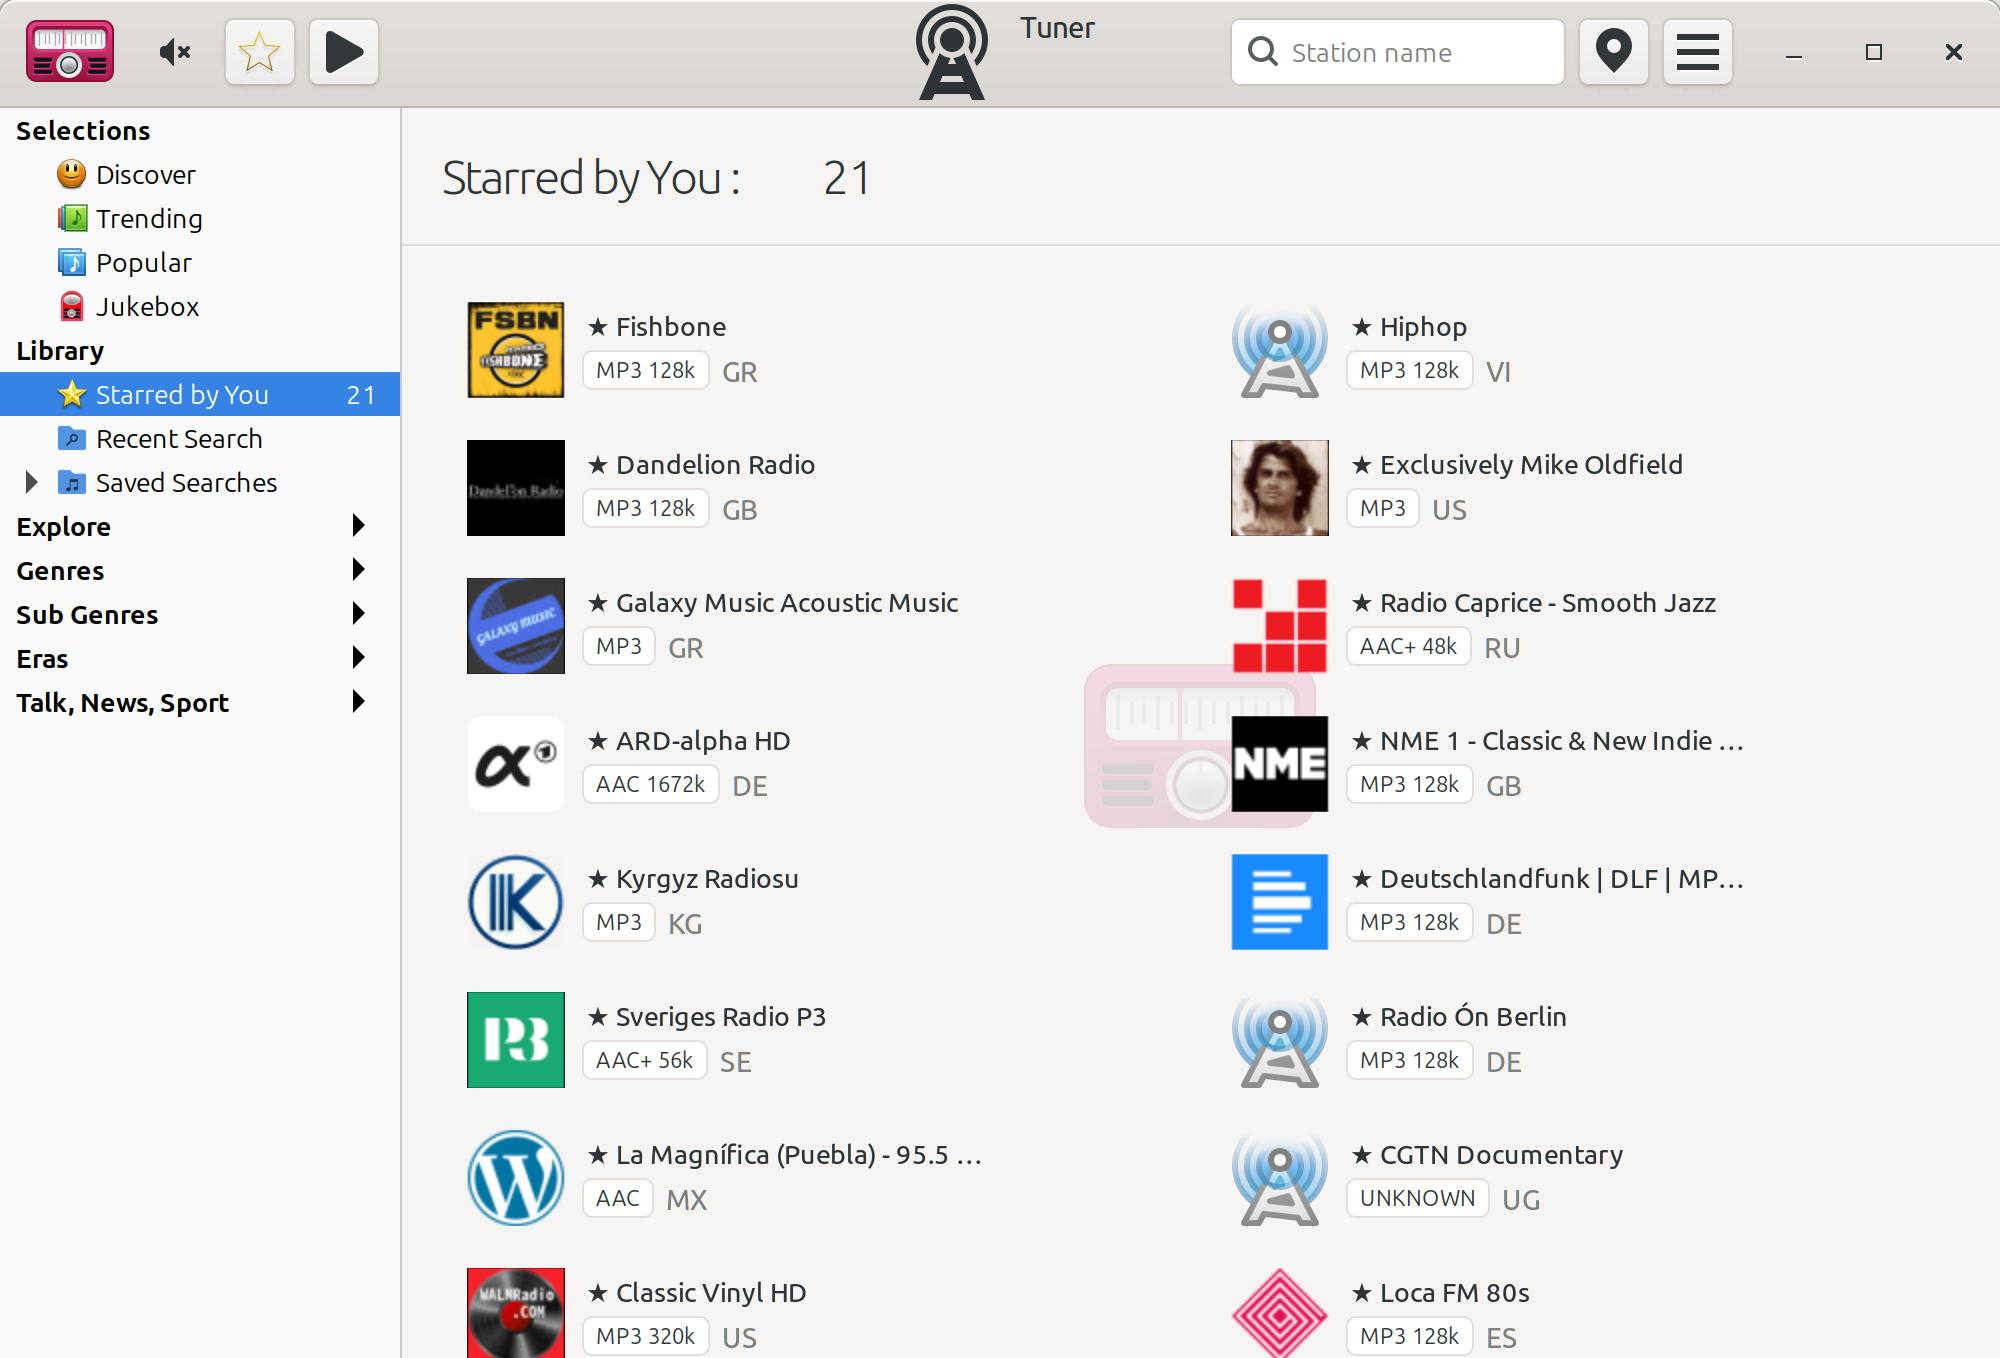 Tuner
Station name
Selections
Discover
Trending
Popular
Jukebox
Library
Starred by You 21
Recent Search
Saved Searches
Explore
Genres
Sub Genres
Eras
Talk, News, Sport
Starred by You : 21
FSBN
FISHBONE
★ Fishbone
MP3 128k GR
★ Hiphop
MP3 128k VI
Dandelion Radio
★ Dandelion Radio
MP3 128k GB
★ Exclusively Mike Oldfield
MP3 US
GALAXY MUSIC
★ Galaxy Music Acoustic Music
MP3 GR
★ Radio Caprice - Smooth Jazz
AAC+ 48k RU
★ ARD-alpha HD
AAC 1672k DE
NME
★ NME 1 - Classic & New Indie ...
MP3 128k GB
K
★ Kyrgyz Radiosu
MP3 KG
★ Deutschlandfunk | DLF | MP...
MP3 128k DE
P3
★ Sveriges Radio P3
AAC+ 56k SE
★ Radio Ón Berlin
MP3 128k DE
W
★ La Magnífica (Puebla) - 95.5 ...
AAC MX
★ CGTN Documentary
UNKNOWN UG
WALMRadio
.COM
★ Classic Vinyl HD
MP3 320k US
★ Loca FM 80s
MP3 128k ES